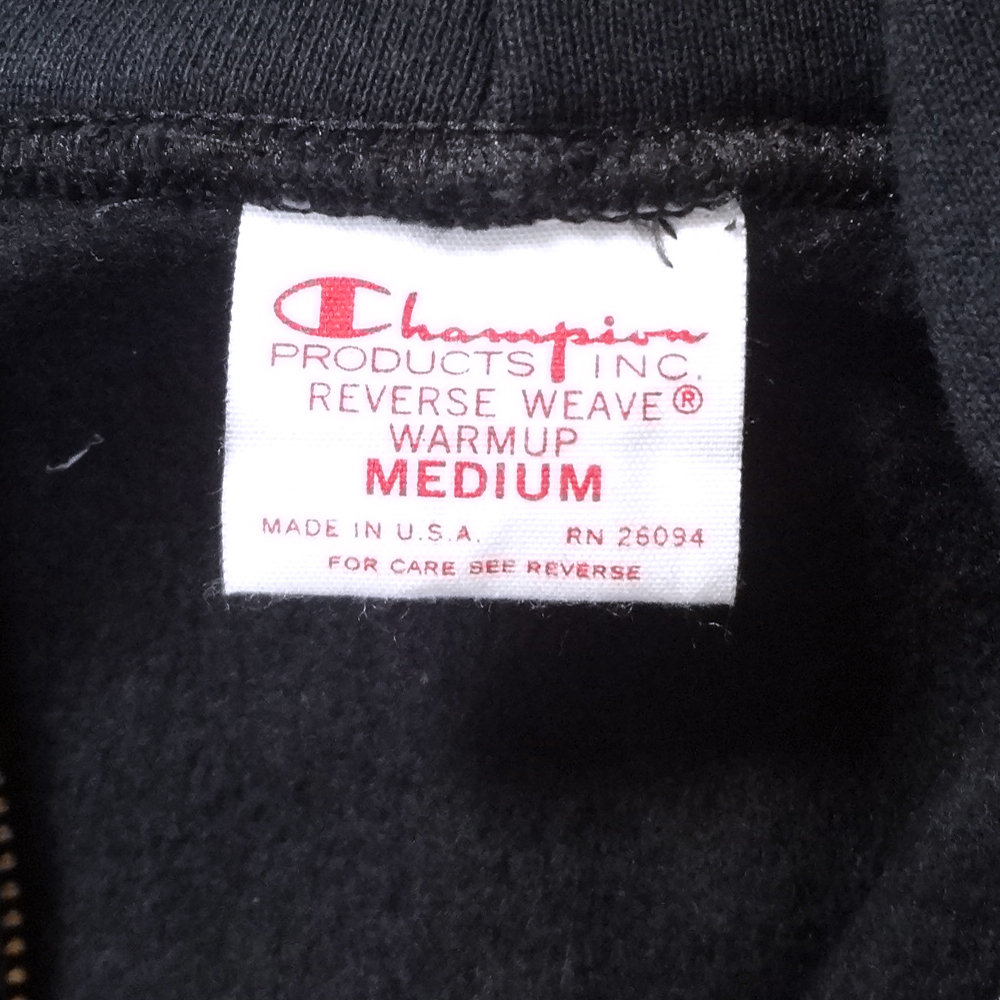 Champion
PRODUCTS INC.
REVERSE WEAVE®
WARMUP
MEDIUM
MADE IN U.S.A. RN 26094
FOR CARE SEE REVERSE